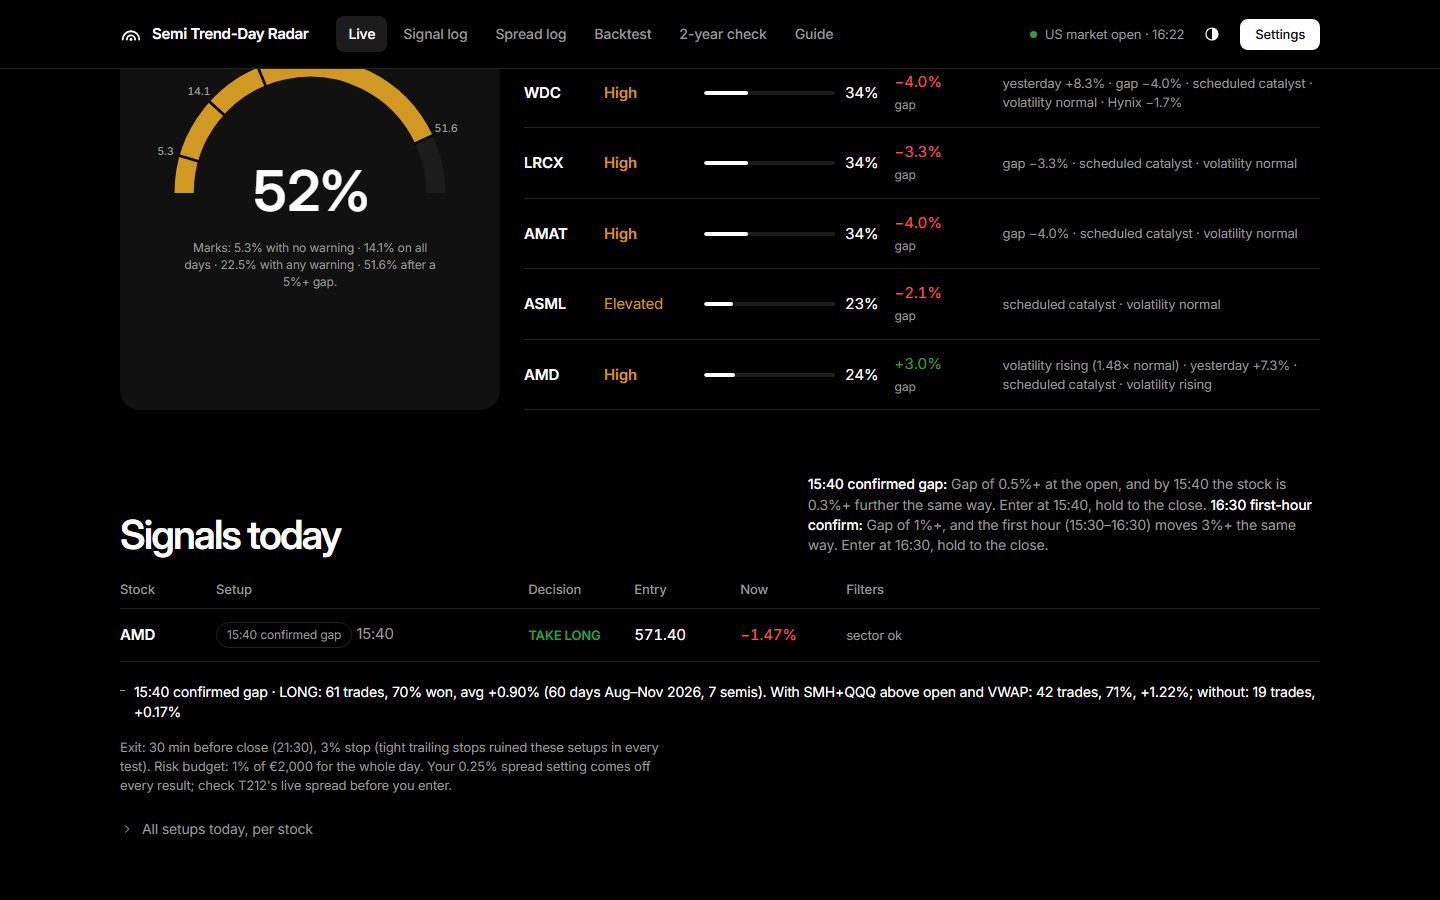 Semi Trend-Day Radar Live Signal log Spread log Backtest 2-year check Guide US market open · 16:22 Settings
14.1
51.6
5.3
52%
Marks: 5.3% with no warning · 14.1% on all
days · 22.5% with any warning · 51.6% after a
5%+ gap.
WDC High 34% −4.0% gap yesterday +8.3% · gap −4.0% · scheduled catalyst ·
volatility normal · Hynix −1.7%
LRCX High 34% −3.3% gap gap −3.3% · scheduled catalyst · volatility normal
AMAT High 34% −4.0% gap gap −4.0% · scheduled catalyst · volatility normal
ASML Elevated 23% −2.1% gap scheduled catalyst · volatility normal
AMD High 24% +3.0% gap volatility rising (1.48× normal) · yesterday +7.3% ·
scheduled catalyst · volatility rising
Signals today
15:40 confirmed gap: Gap of 0.5%+ at the open, and by 15:40 the stock is
0.3%+ further the same way. Enter at 15:40, hold to the close. 16:30 first-hour
confirm: Gap of 1%+, and the first hour (15:30–16:30) moves 3%+ the same
way. Enter at 16:30, hold to the close.
Stock Setup Decision Entry Now Filters
AMD 15:40 confirmed gap 15:40 TAKE LONG 571.40 −1.47% sector ok
– 15:40 confirmed gap · LONG: 61 trades, 70% won, avg +0.90% (60 days Aug–Nov 2026, 7 semis). With SMH+QQQ above open and VWAP: 42 trades, 71%, +1.22%; without: 19 trades,
+0.17%
Exit: 30 min before close (21:30), 3% stop (tight trailing stops ruined these setups in every
test). Risk budget: 1% of €2,000 for the whole day. Your 0.25% spread setting comes off
every result; check T212's live spread before you enter.
All setups today, per stock